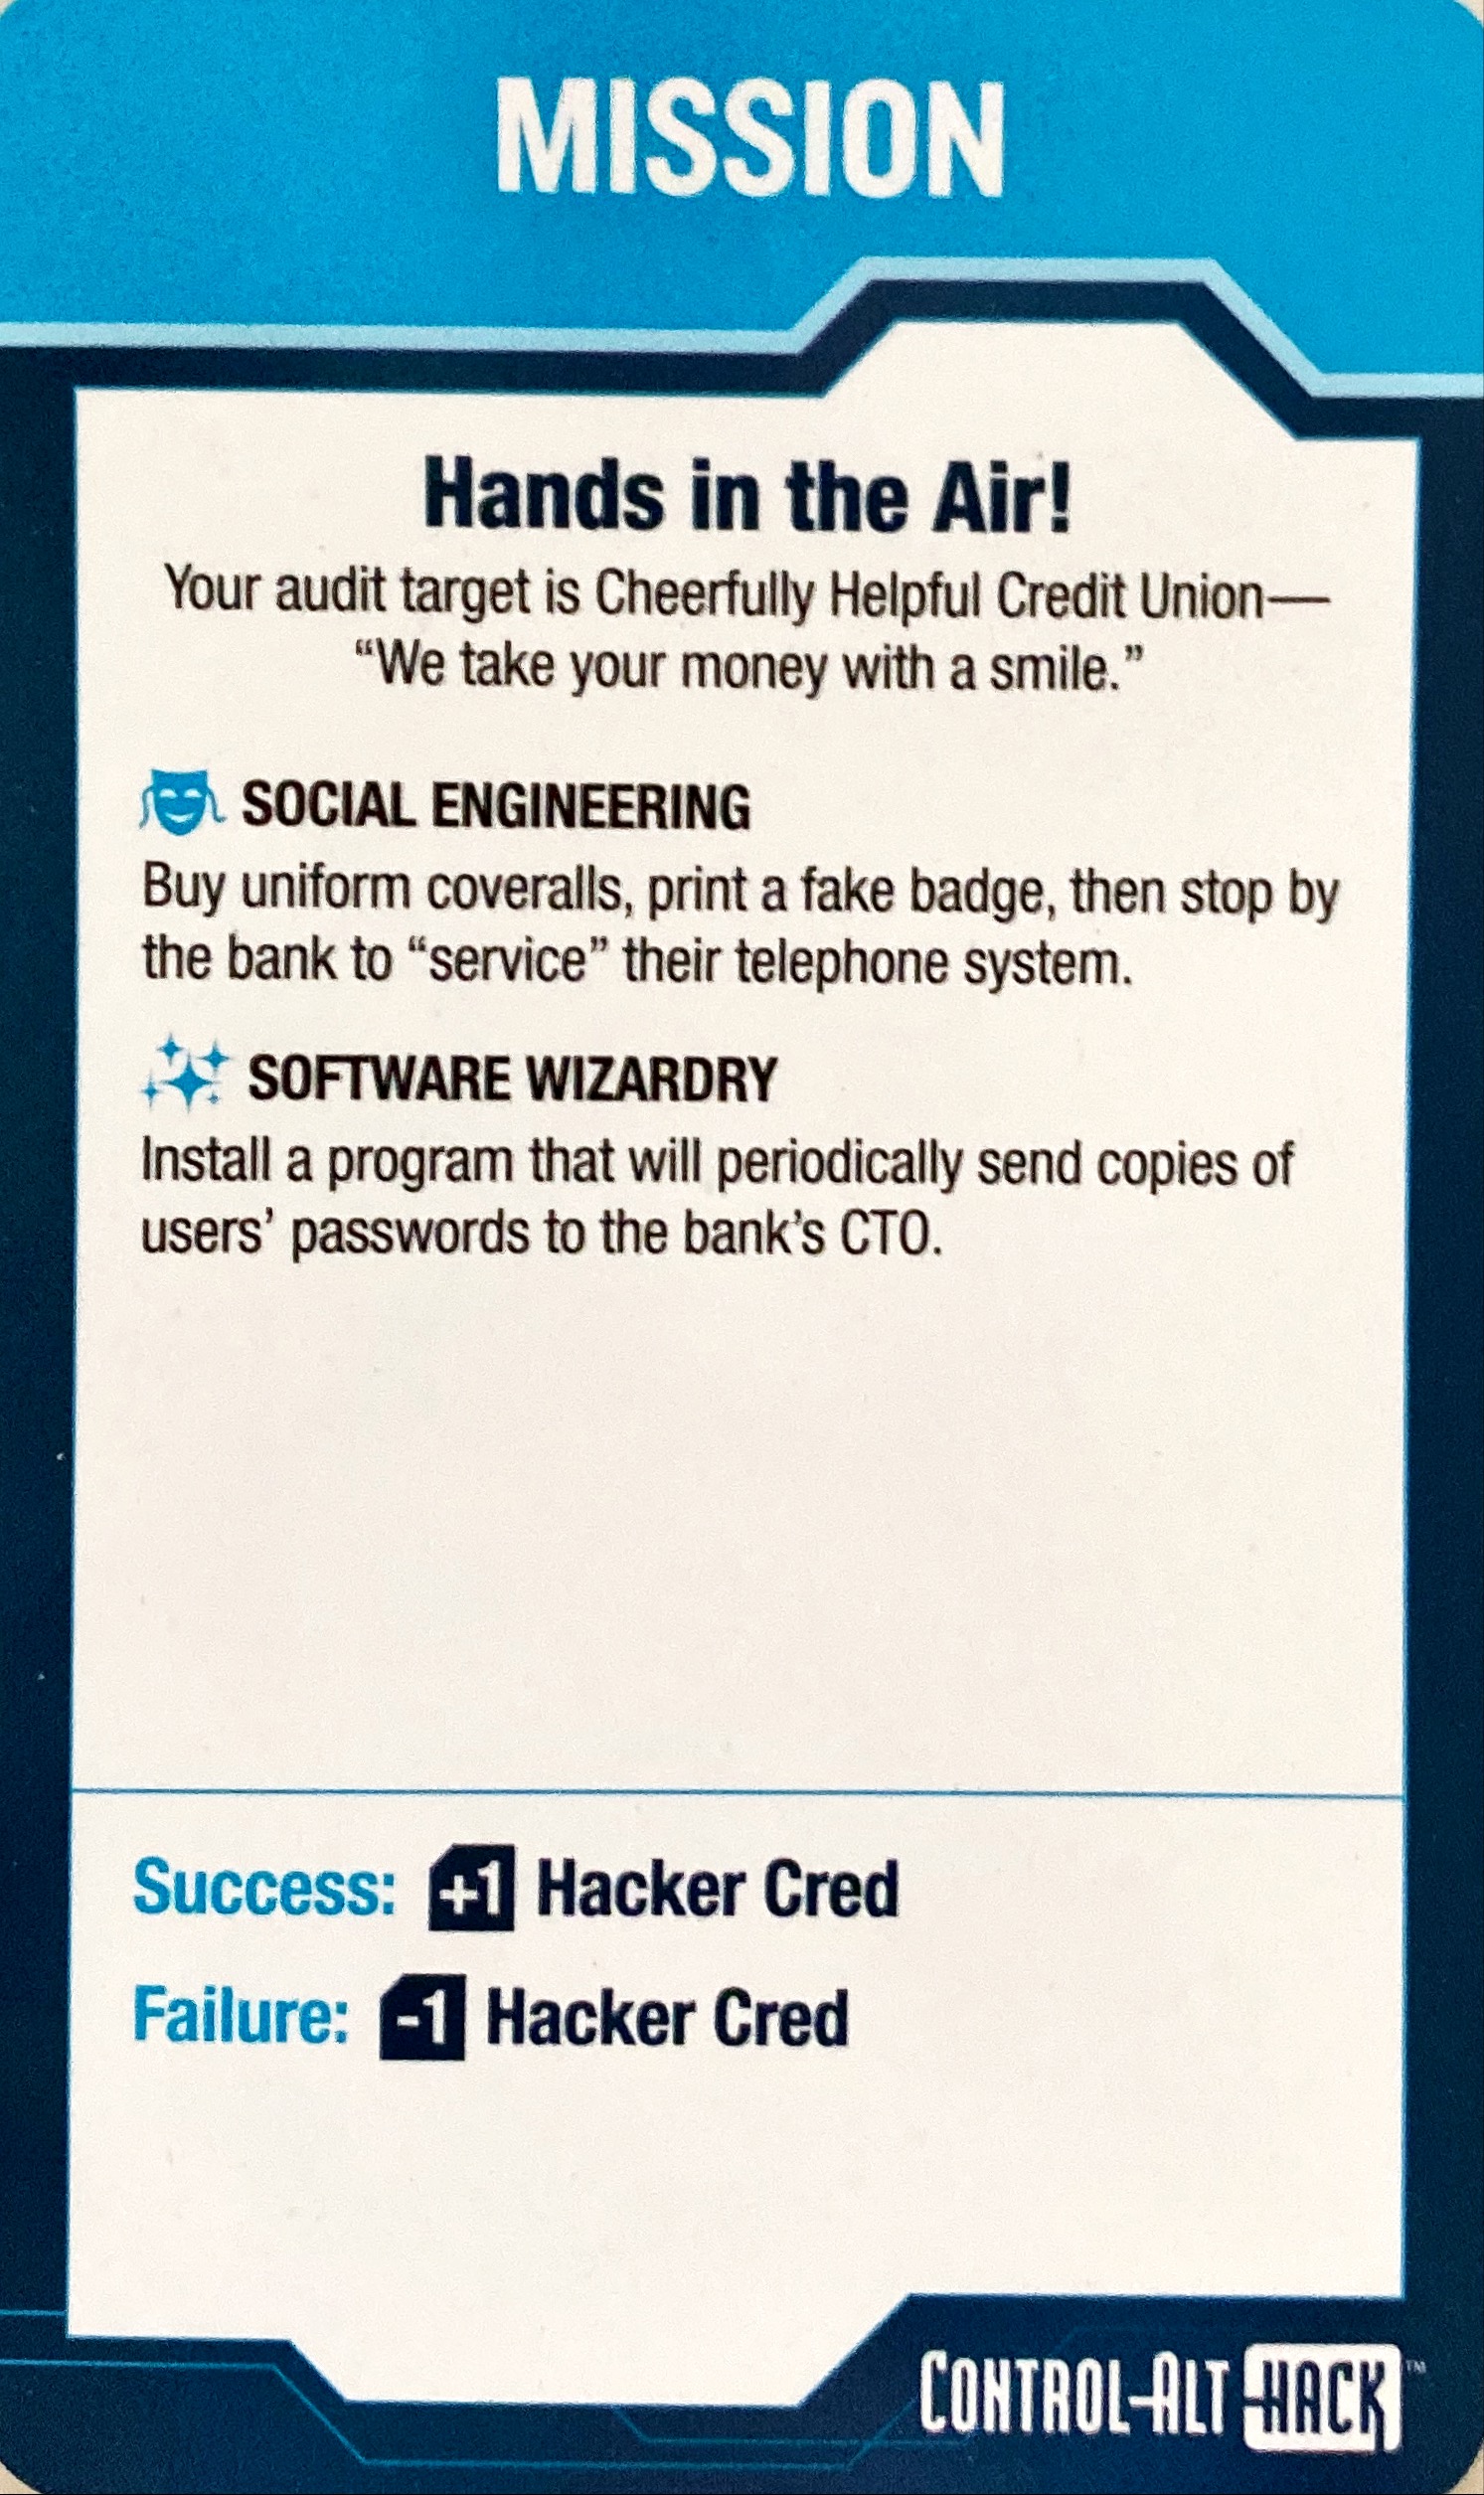 MISSION
Hands in the Air!
Your audit target is Cheerfully Helpful Credit Union—
“We take your money with a smile.”
SOCIAL ENGINEERING
Buy uniform coveralls, print a fake badge, then stop by
the bank to “service” their telephone system.
SOFTWARE WIZARDRY
Install a program that will periodically send copies of
users’ passwords to the bank’s CTO.
Success: +1 Hacker Cred
Failure: -1 Hacker Cred
CONTROL-ALT-HACK™